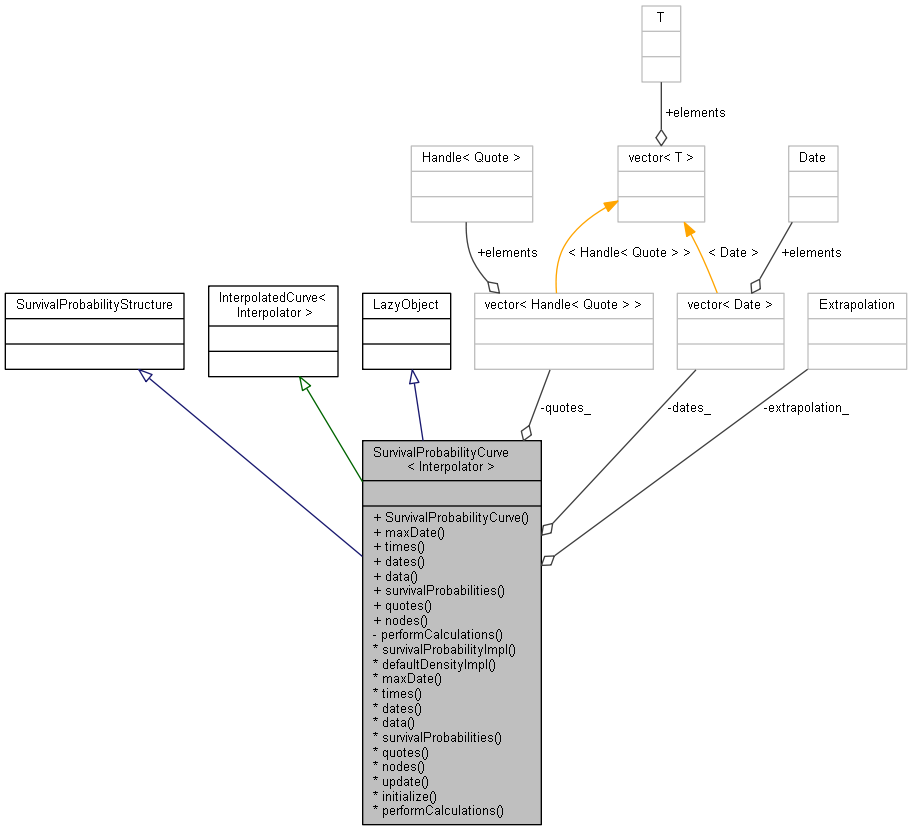 T
+elements
Handle< Quote >
vector< T >
Date
+elements
< Handle< Quote > >
< Date >
+elements
SurvivalProbabilityStructure
InterpolatedCurve<
Interpolator >
LazyObject
vector< Handle< Quote > >
vector< Date >
Extrapolation
-quotes_
-dates_
-extrapolation_
SurvivalProbabilityCurve
< Interpolator >
+ SurvivalProbabilityCurve()
+ maxDate()
+ times()
+ dates()
+ data()
+ survivalProbabilities()
+ quotes()
+ nodes()
- performCalculations()
* survivalProbabilityImpl()
* defaultDensityImpl()
* maxDate()
* times()
* dates()
* data()
* survivalProbabilities()
* quotes()
* nodes()
* update()
* initialize()
* performCalculations()